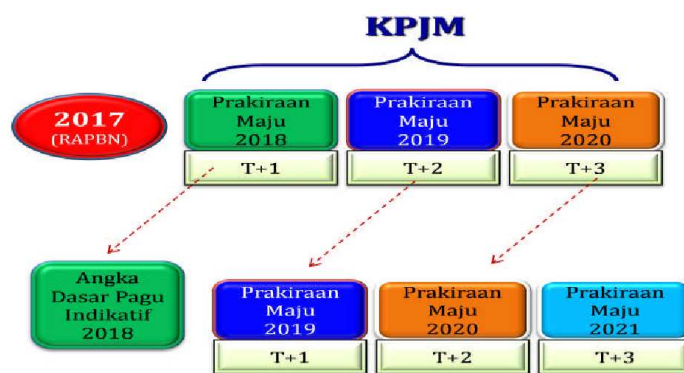 KPJM
2017
(RAPBN)
Prakiraan
Maju
2018
Prakiraan
Maju
2019
Prakiraan
Maju
2020
T+1
T+2
T+3
Angka
Dasar Pagu
Indikatif
2018
Prakiraan
Maju
2019
Prakiraan
Maju
2020
Prakiraan
Maju
2021
T+1
T+2
T+3